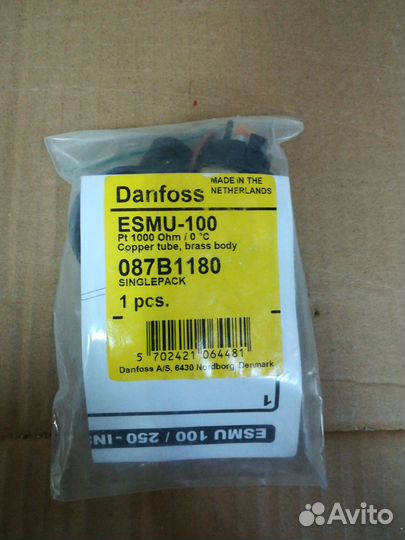 MADE IN THE
NETHERLANDS
Danfoss
ESMU-100
Pt 1000 Ohm / 0 °C
Copper tube, brass body
087B1180
SINGLEPACK
1 pcs.
5 702421 064481
Danfoss A/S, 6430 Nordborg, Denmark
1
ESMU 100 / 250 - INS
Avito